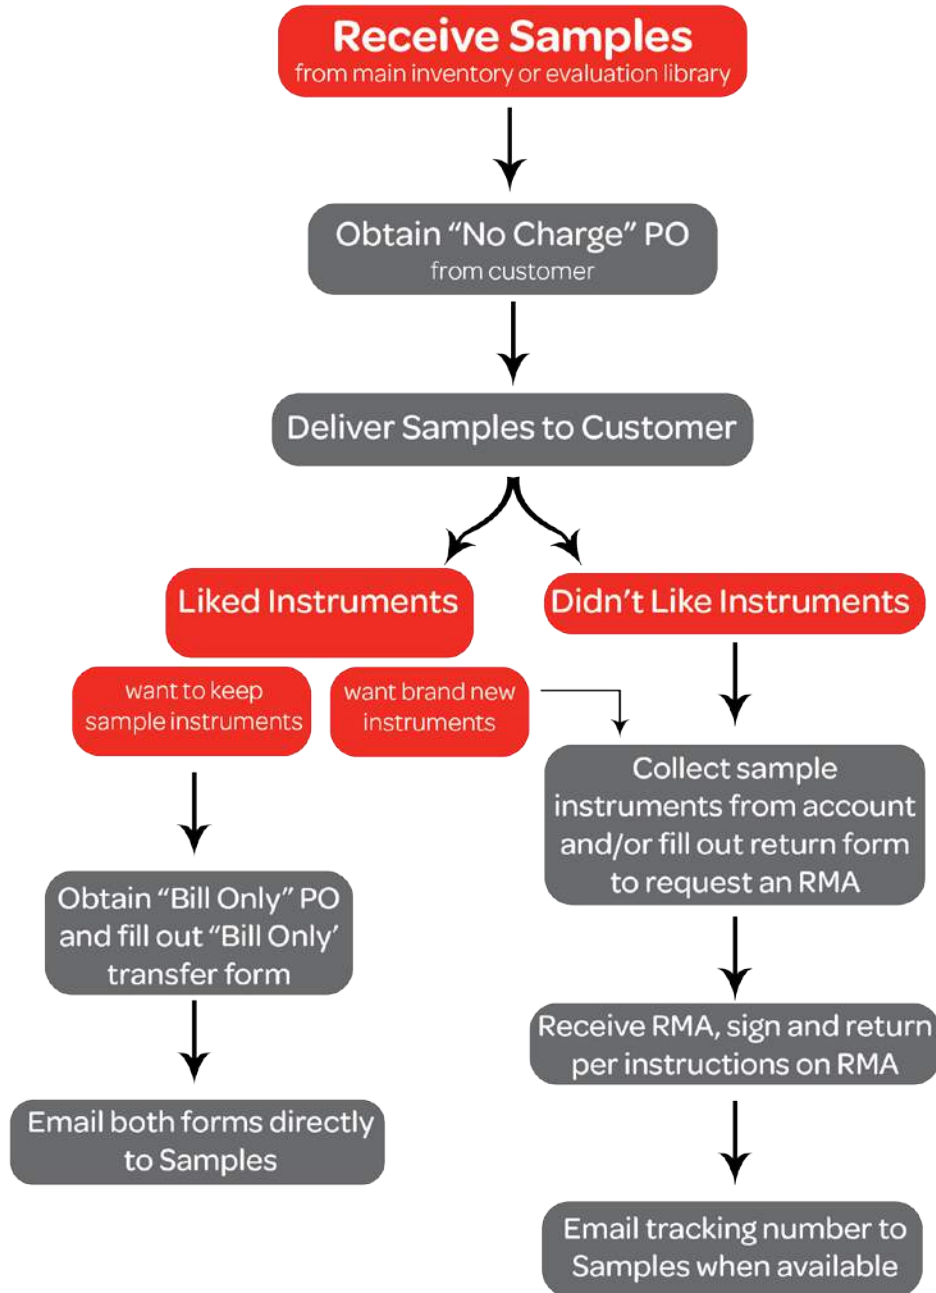 Receive Samples
from main inventory or evaluation library
Obtain “No Charge” PO
from customer
Deliver Samples to Customer
Liked Instruments
Didn’t Like Instruments
want to keep
sample instruments
want brand new
instruments
Collect sample
instruments from account
and/or fill out return form
to request an RMA
Obtain “Bill Only” PO
and fill out “Bill Only’
transfer form
Receive RMA, sign and return
per instructions on RMA
Email both forms directly
to Samples
Email tracking number to
Samples when available